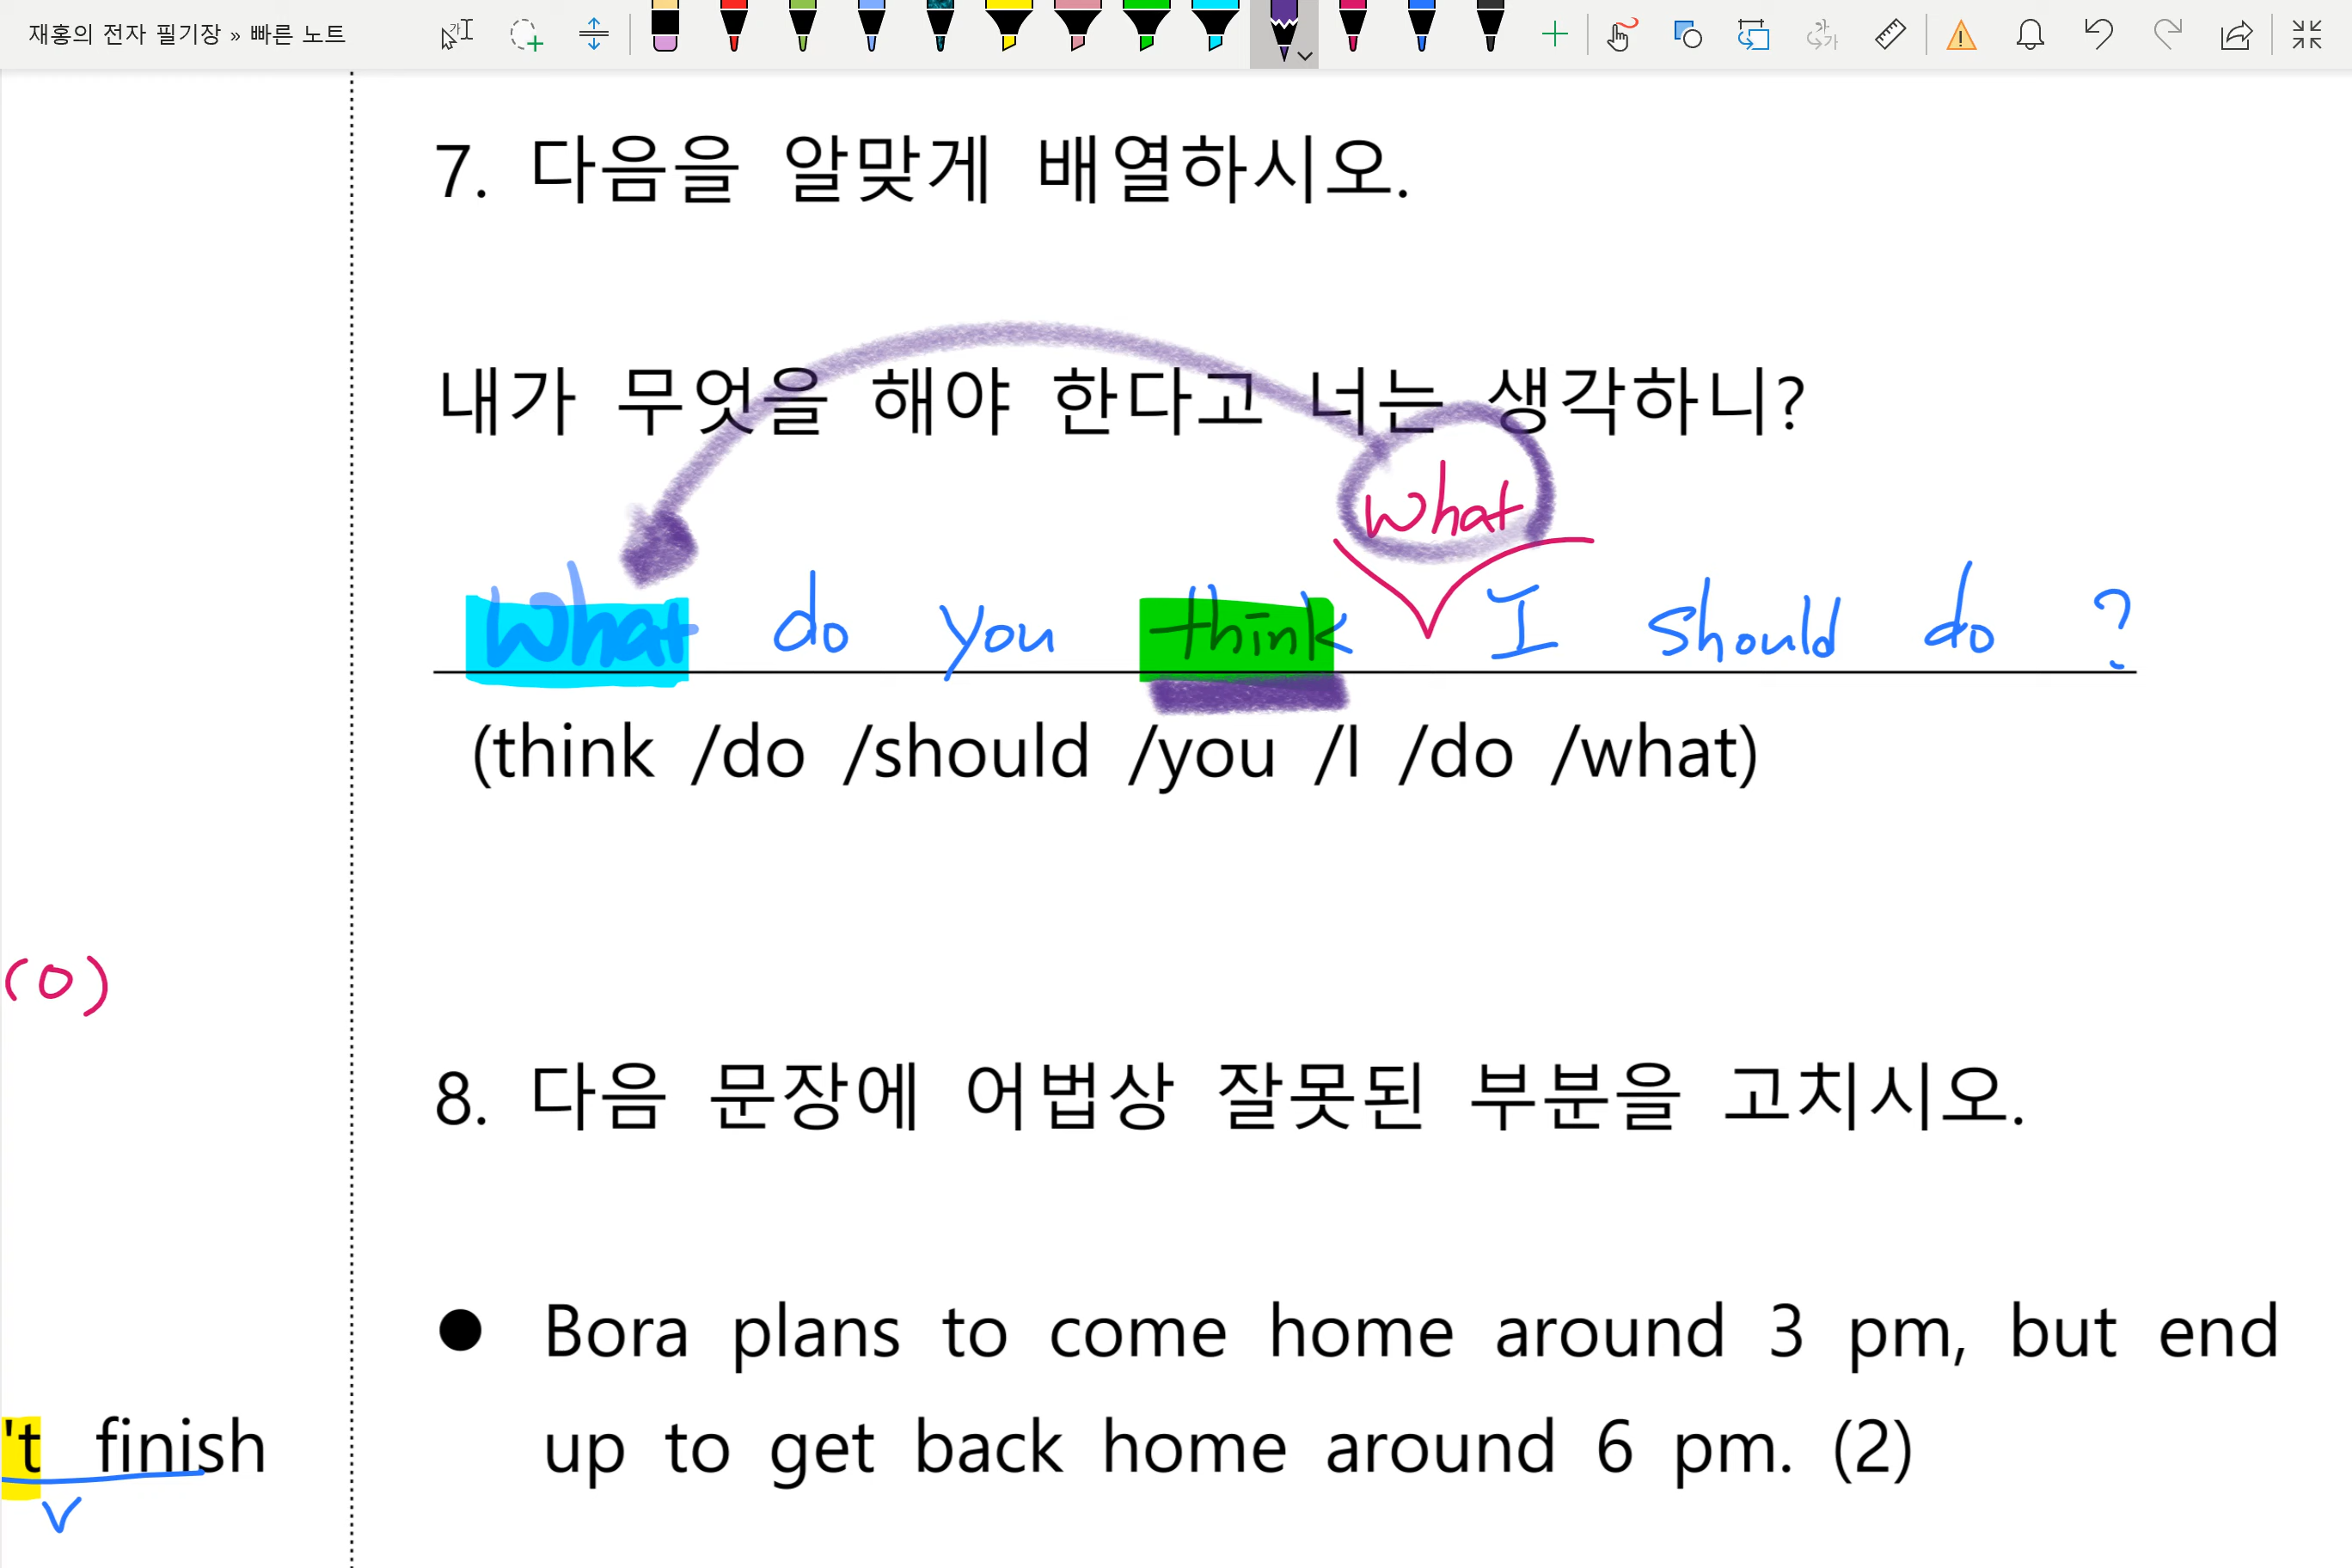 재홍의 전자 필기장 » 빠른 노트
7. 다음을 알맞게 배열하시오.
내가 무엇을 해야 한다고 너는 생각하니?
what
What do you think I should do ?
(think /do /should /you /I /do /what)
(O)
8. 다음 문장에 어법상 잘못된 부분을 고치시오.
● Bora plans to come home around 3 pm, but end
't finish
up to get back home around 6 pm. (2)